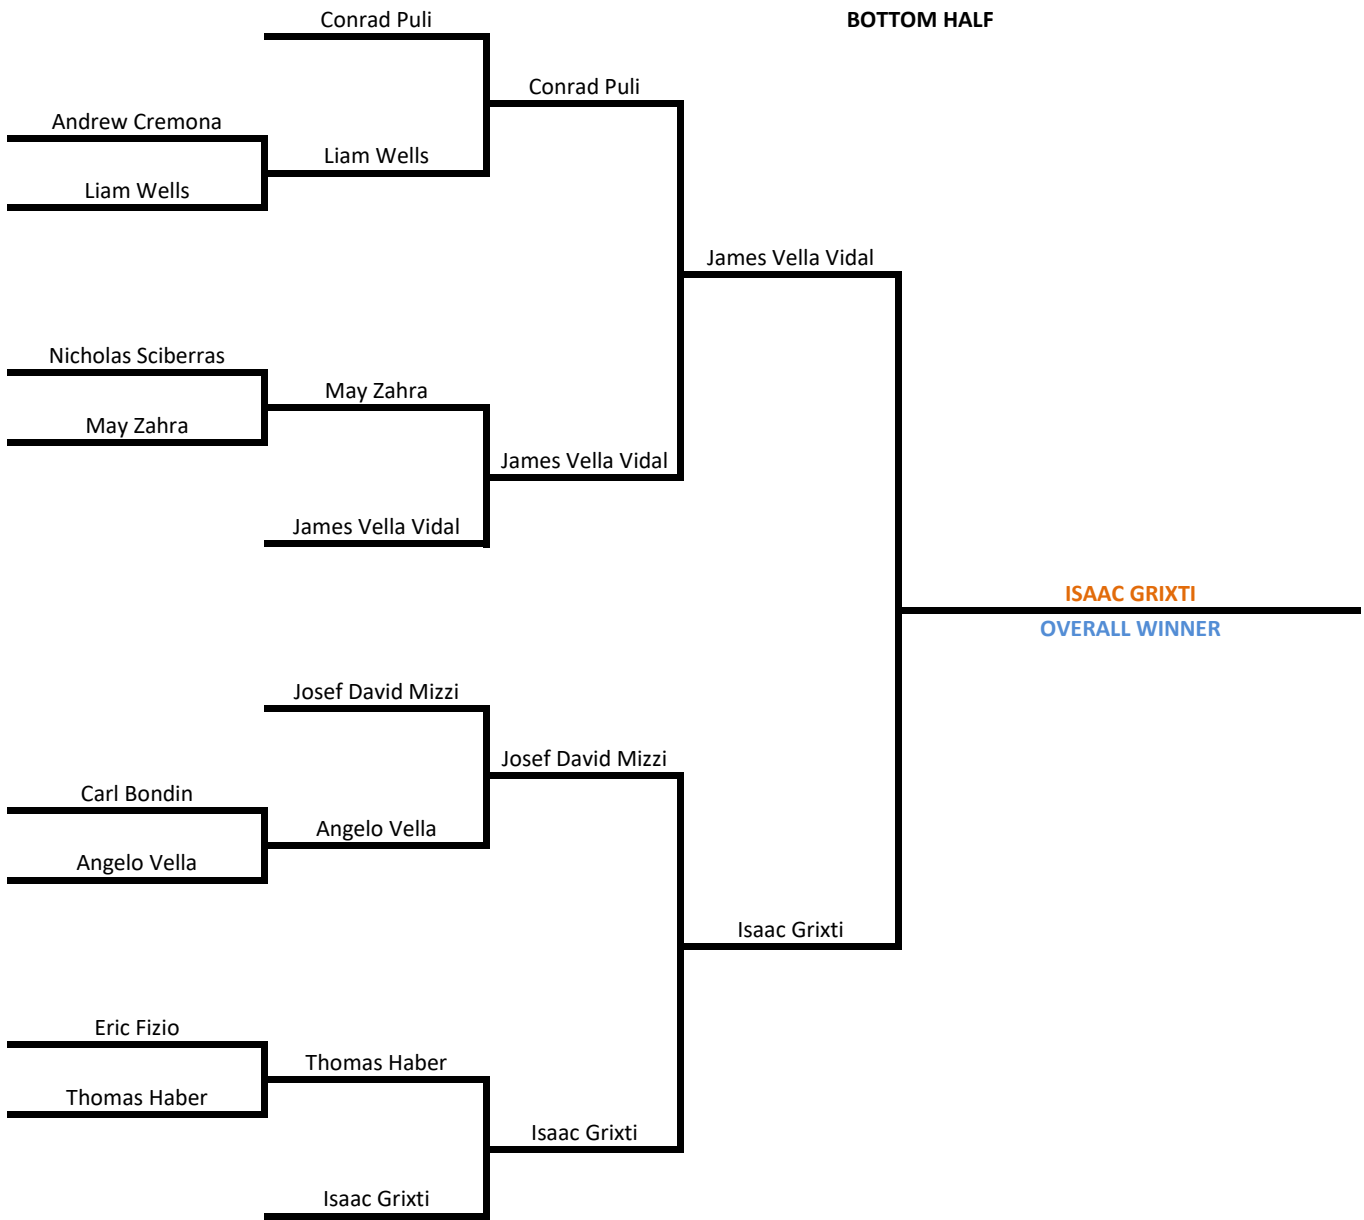 Conrad Puli
BOTTOM HALF
Conrad Puli
Andrew Cremona
Liam Wells
Liam Wells
James Vella Vidal
Nicholas Sciberras
May Zahra
May Zahra
James Vella Vidal
James Vella Vidal
ISAAC GRIXTI
OVERALL WINNER
Josef David Mizzi
Josef David Mizzi
Carl Bondin
Angelo Vella
Angelo Vella
Isaac Grixti
Eric Fizio
Thomas Haber
Thomas Haber
Isaac Grixti
Isaac Grixti